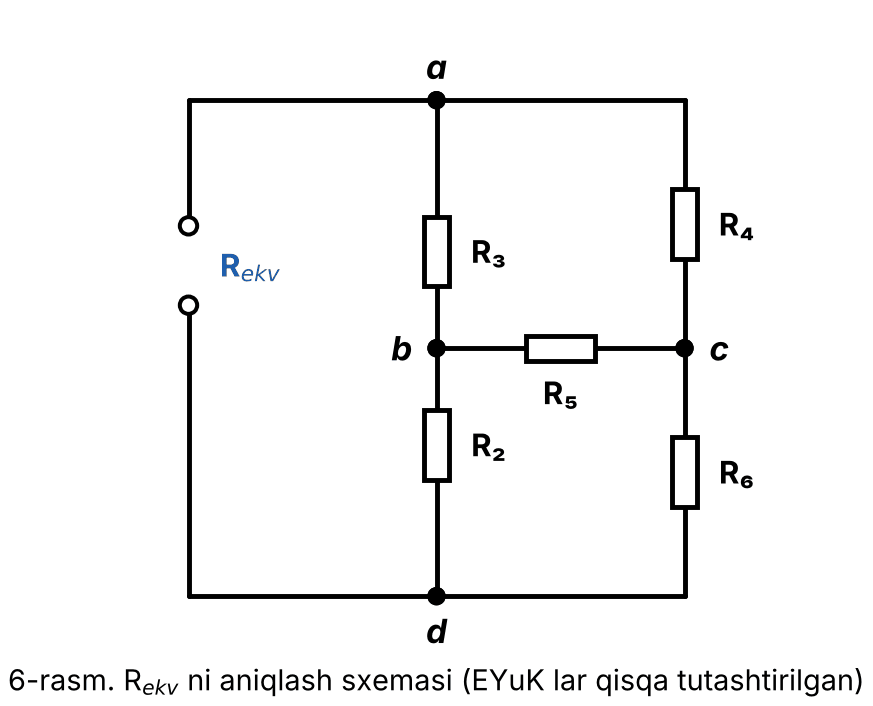 a
R₄
R₃
Rₑₖᵥ
b
c
R₅
R₂
R₆
d
6-rasm. Rₑₖᵥ ni aniqlash sxemasi (EYuK lar qisqa tutashtirilgan)